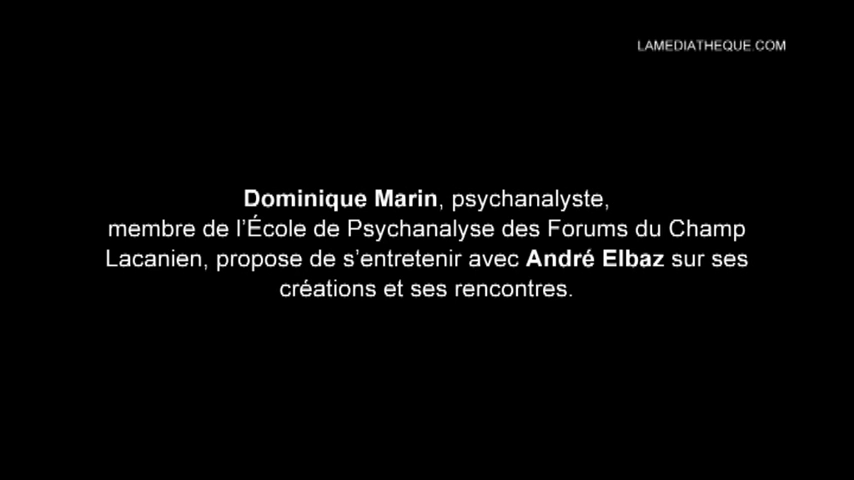 LAMEDIATHEQUE.COM
Dominique Marin, psychanalyste,
membre de l’École de Psychanalyse des Forums du Champ
Lacanien, propose de s’entretenir avec André Elbaz sur ses
créations et ses rencontres.